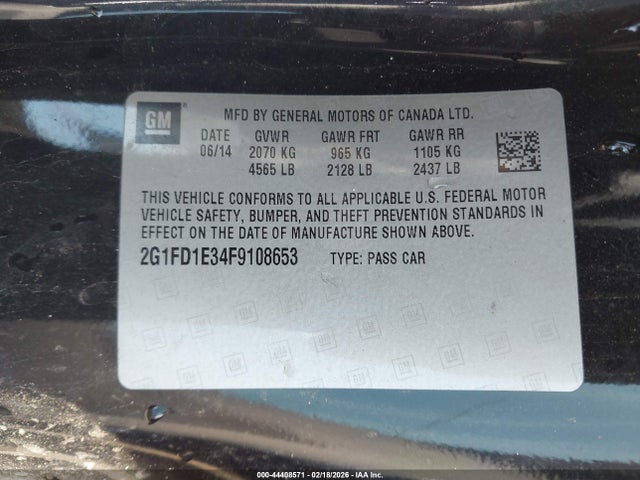 GM
MFD BY GENERAL MOTORS OF CANADA LTD.
DATE GVWR GAWR FRT GAWR RR
06/14 2070 KG 965 KG 1105 KG
4565 LB 2128 LB 2437 LB
THIS VEHICLE CONFORMS TO ALL APPLICABLE U.S. FEDERAL MOTOR
VEHICLE SAFETY, BUMPER, AND THEFT PREVENTION STANDARDS IN
EFFECT ON THE DATE OF MANUFACTURE SHOWN ABOVE.
2G1FD1E34F9108653 TYPE: PASS CAR
000-44408571 | 02/18/2026 - IAA Inc.